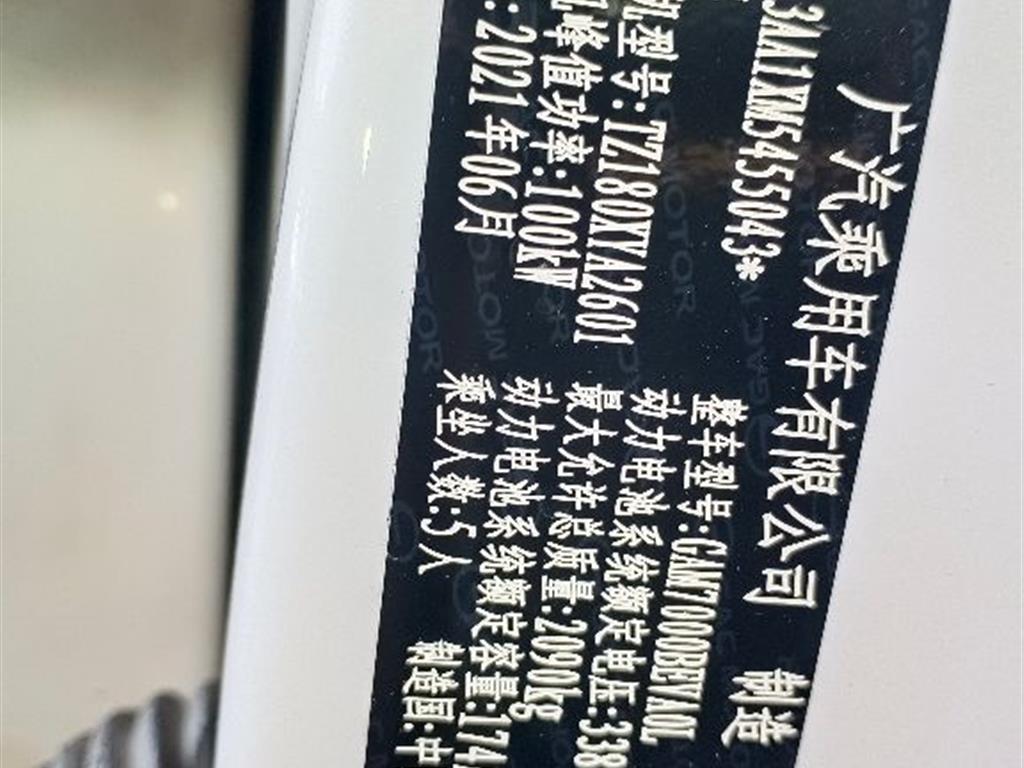 广汽乘用车有限公司 制造
3AA1XM5455043*
整车型号:GAM7000BEVA0L
机型号:TZ180XYA2601
动力电池系统额定电压:338
机峰值功率:100kW
最大允许总质量:2090kg
:2021年06月
动力电池系统额定容量:174
乘坐人数:5人
制造国:中